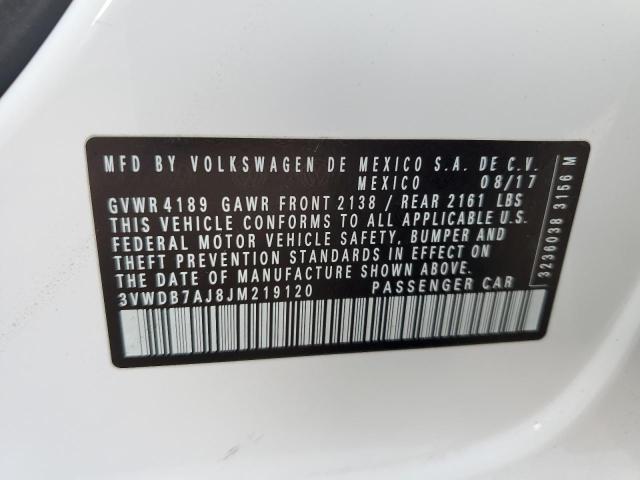 MFD BY VOLKSWAGEN DE MEXICO S.A. DE C.V.
MEXICO 08/17
GVWR 4189 GAWR FRONT 2138 / REAR 2161 LBS
THIS VEHICLE CONFORMS TO ALL APPLICABLE U.S.
FEDERAL MOTOR VEHICLE SAFETY, BUMPER AND
THEFT PREVENTION STANDARDS IN EFFECT ON
THE DATE OF MANUFACTURE SHOWN ABOVE.
3VWDB7AJ8JM219120 PASSENGER CAR
3236038 3156 M